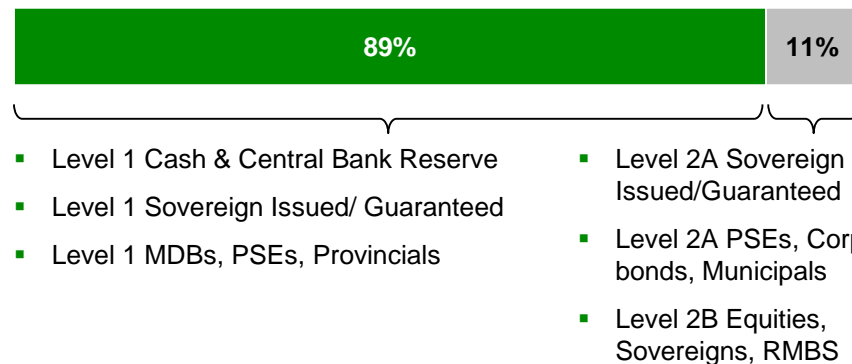 89%
11%
Level 1 Cash & Central Bank Reserve
Level 1 Sovereign Issued/ Guaranteed
Level 1 MDBs, PSEs, Provincials
Level 2A Sovereign
Issued/Guaranteed
Level 2A PSEs,
bonds, Municipals
Level 2B Equities,
Sovereigns, RMBS